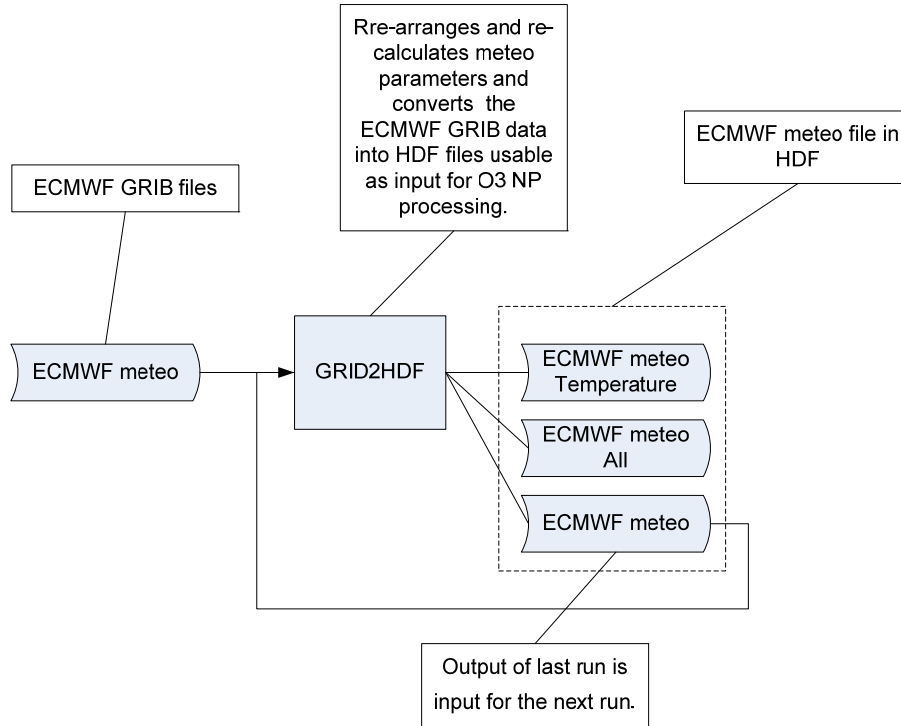 Rre-arranges and re-
calculates meteo
parameters and
converts the
ECMWF GRIB data
into HDF files usable
as input for O3 NP
processing.
ECMWF meteo file in
HDF
ECMWF GRIB files
ECMWF meteo
GRID2HDF
ECMWF meteo
Temperature
ECMWF meteo
All
ECMWF meteo
Output of last run is
input for the next run.